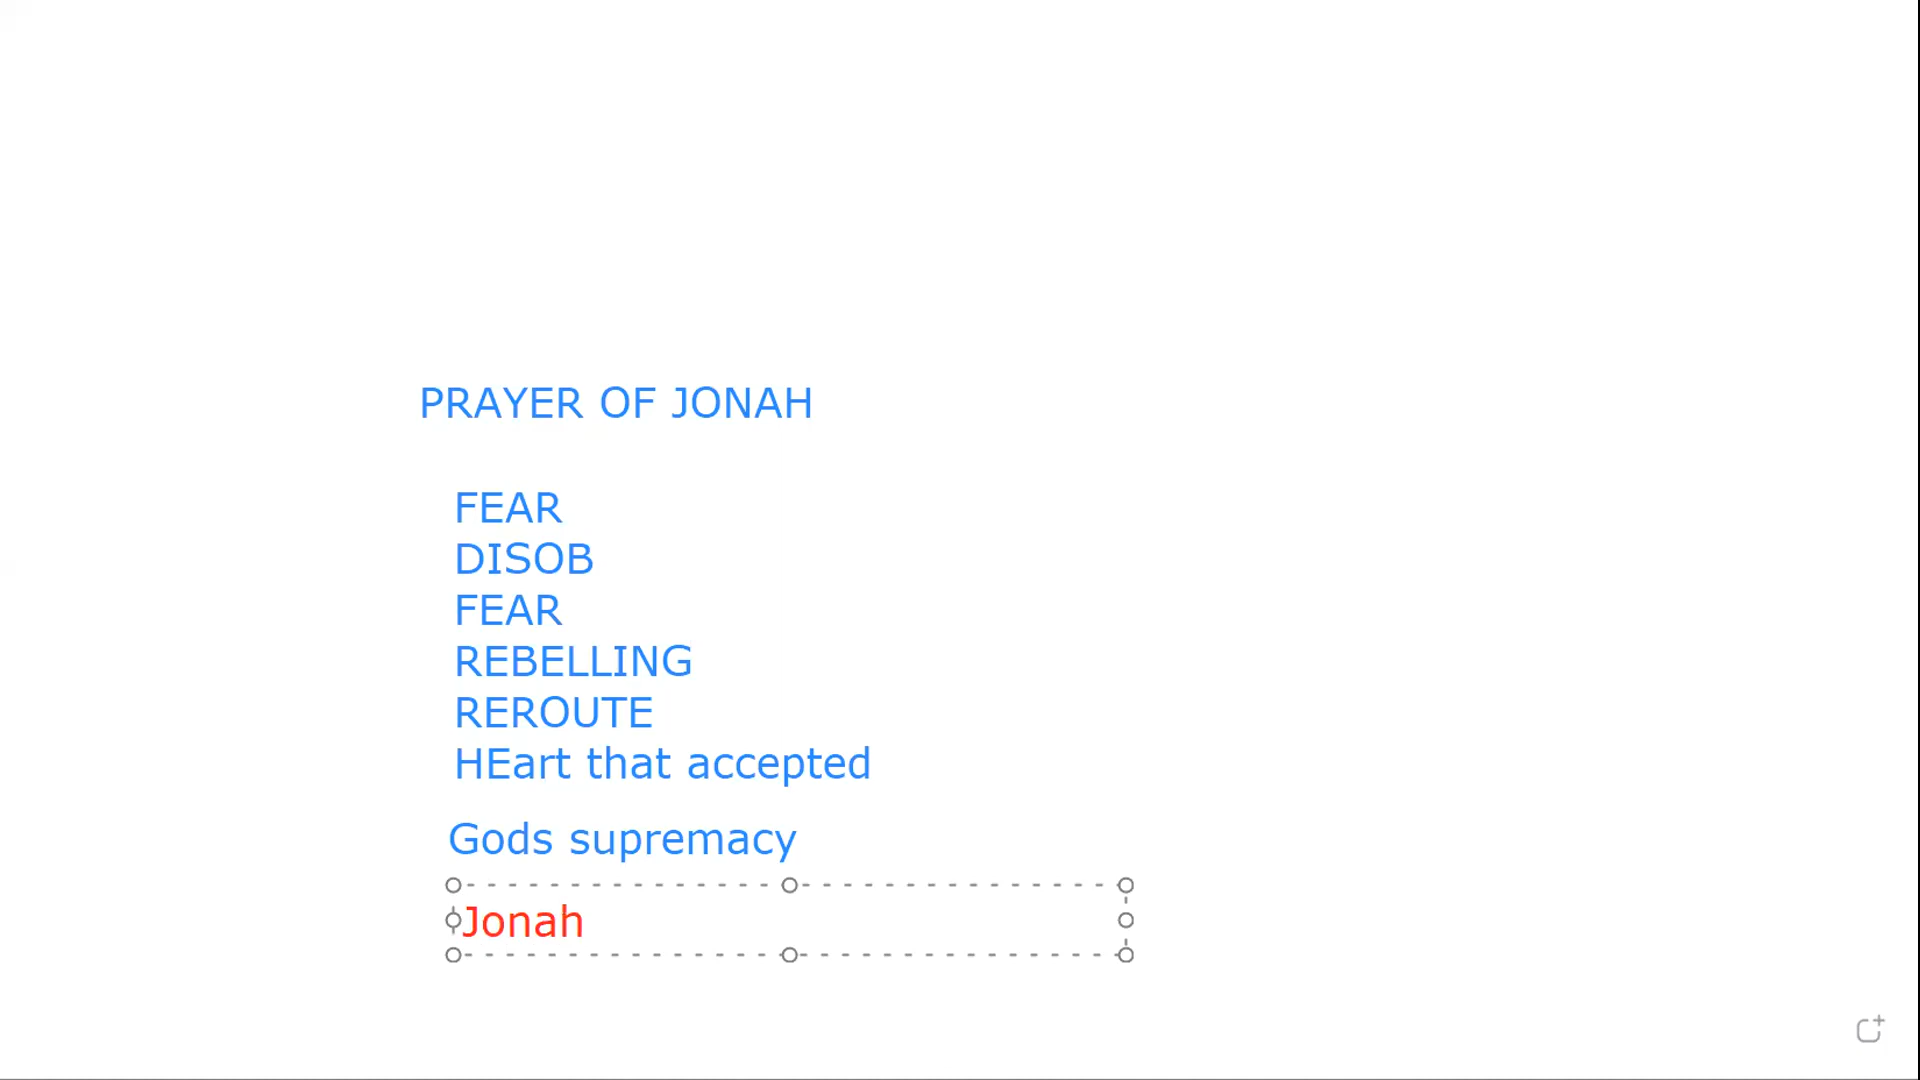 PRAYER OF JONAH
FEAR
DISOB
FEAR
REBELLING
REROUTE
HEart that accepted
Gods supremacy
Jonah